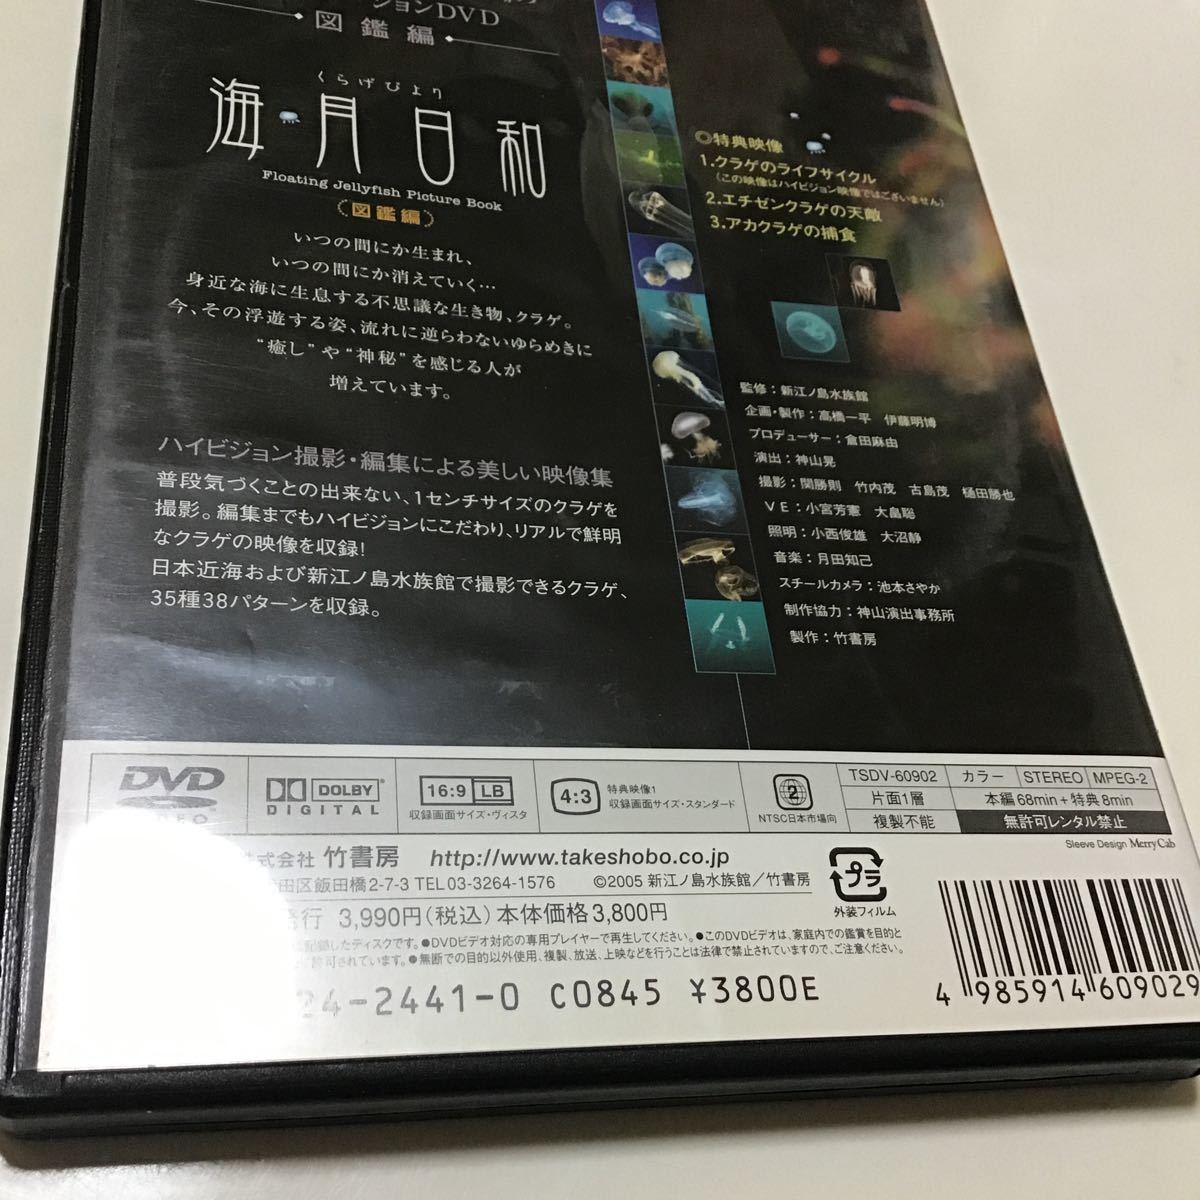 ションDVD
図鑑編
くらげびより
海月日和
Floating Jellyfish Picture Book
図鑑編
いつの間にか生まれ、
いつの間にか消えていく…
身近な海に生息する不思議な生き物、クラゲ。
今、その浮遊する姿、流れに逆らわないゆらめきに
“癒し”や“神秘”を感じる人が
増えています。
ハイビジョン撮影・編集による美しい映像集
普段気づくことの出来ない、1センチサイズのクラゲを
撮影。編集までもハイビジョンにこだわり、リアルで鮮明
なクラゲの映像を収録!
日本近海および新江ノ島水族館で撮影できるクラゲ、
35種38パターンを収録。
◎特典映像
1.クラゲのライフサイクル
(この映像はハイビジョン映像ではございません)
2.エチゼンクラゲの天敵
3.アカクラゲの捕食
監修：新江ノ島水族館
企画・製作：高橋一平 伊藤明博
プロデューサー：倉田麻由
演出：神山晃
撮影：関勝則 竹内茂 古島茂 樋田勝也
VE：小宮芳憲 大畠聡
照明：小西俊雄 大沼静
音楽：月田知己
スチールカメラ：池本さやか
制作協力：神山演出事務所
製作：竹書房
DVD
DOLBY
DIGITAL
16:9 LB
収録画面サイズ・ヴィスタ
4:3
特典映像1
収録画面サイズ・スタンダード
2
NTSC日本市場向
TSDV-60902 カラー STEREO MPEG-2
片面1層 本編68min+特典8min
複製不能 無許可レンタル禁止
Sleeve Design MerryCab
式会社 竹書房 http://www.takeshobo.co.jp
田区飯田橋2-7-3 TEL03-3264-1576 ©2005 新江ノ島水族館／竹書房
プラ
外装フィルム
発行 3,990円(税込)本体価格3,800円
記録したディスクです。●DVDビデオ対応の専用プレイヤーで再生してください。●このDVDビデオは、家庭内での鑑賞を目的と
許可されています。●無断での目的以外使用、複製、放送、上映などを行うことは法律で禁止されていますので、ご注意ください。
24-2441-0 C0845 ¥3800E
4 985914 609029